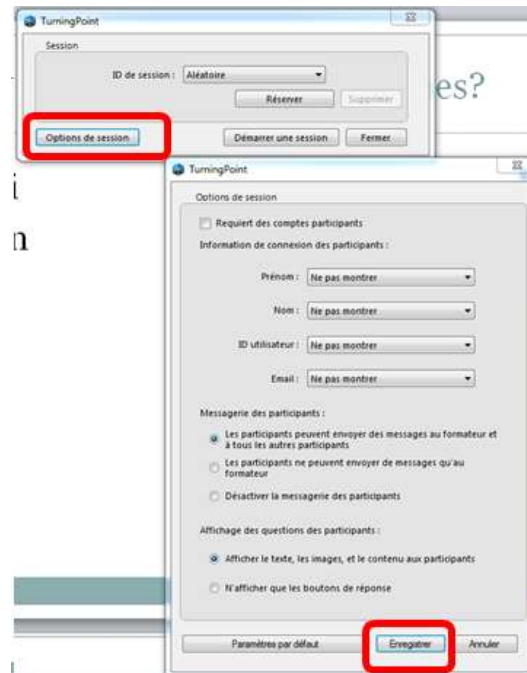 TurningPoint
Session
ID de session : Aléatoire
Réserver Supprimer
es?
Options de session Démarrer une session Fermer
TurningPoint
i
Options de session
n
Requiert des comptes participants
Information de connexion des participants :
Prénom : Ne pas montrer
Nom : Ne pas montrer
ID utilisateur : Ne pas montrer
Email : Ne pas montrer
Messagerie des participants :
Les participants peuvent envoyer des messages au formateur et
à tous les autres participants
Les participants ne peuvent envoyer de messages qu'au
formateur
Désactiver la messagerie des participants
Affichage des questions des participants :
Afficher le texte, les images, et le contenu aux participants
N'afficher que les boutons de réponse
Paramètres par défaut Enregistrer Annuler